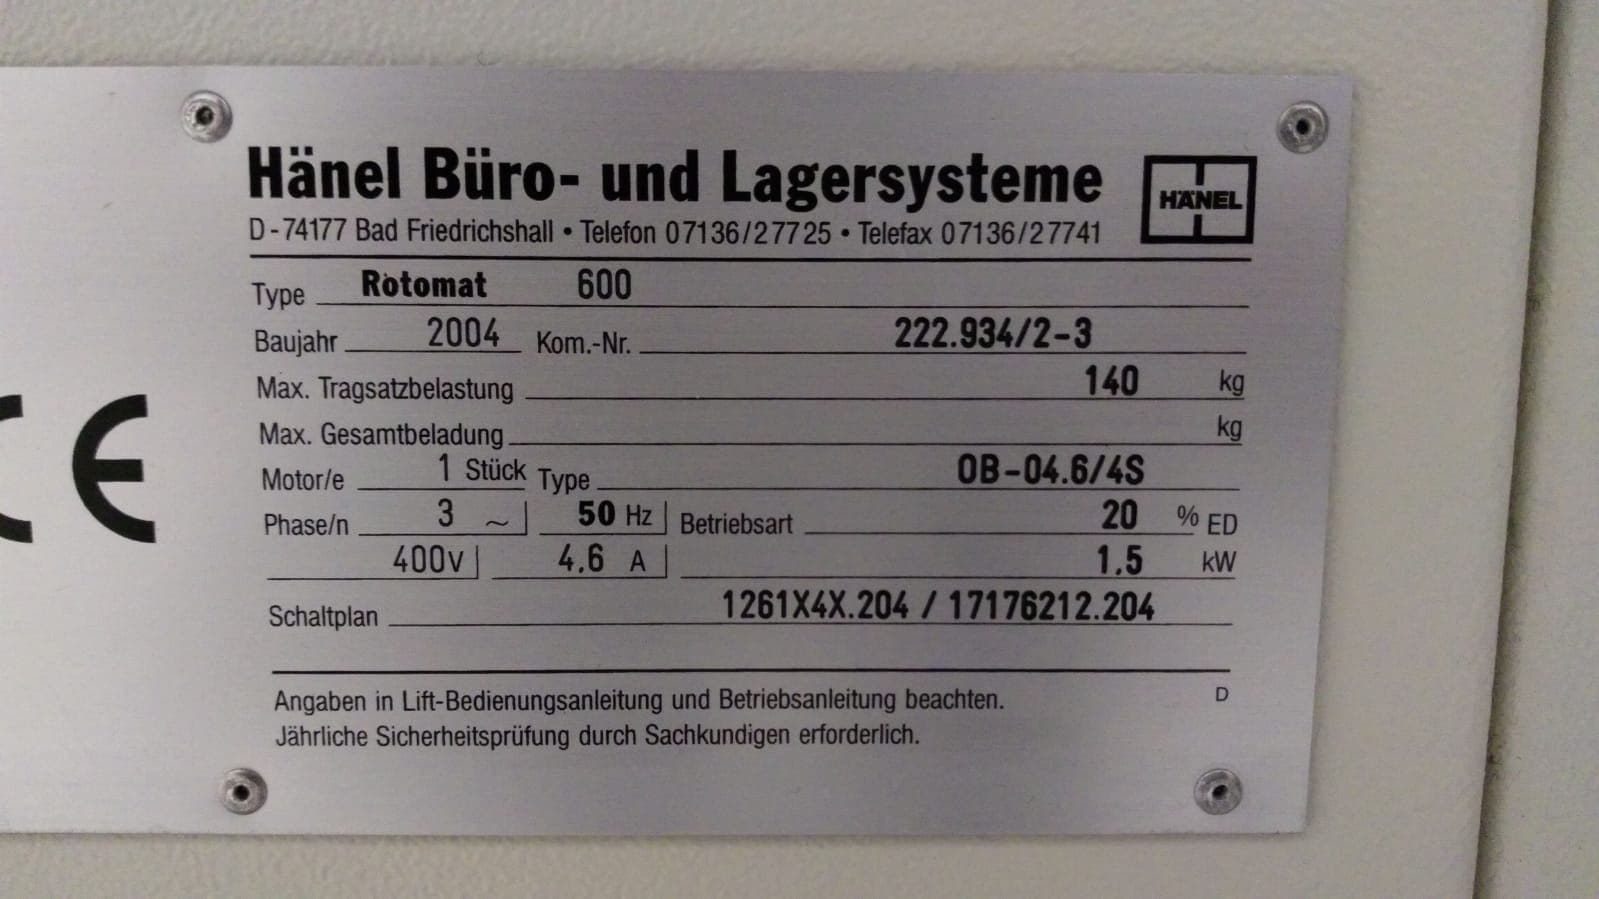 Hänel Büro- und Lagersysteme
HÄNEL
D-74177 Bad Friedrichshall • Telefon 07136/27725 • Telefax 07136/27741
Type Rotomat 600
Baujahr 2004 Kom.-Nr. 222.934/2-3
Max. Tragsatzbelastung 140 kg
Max. Gesamtbeladung kg
Motor/e 1 Stück Type OB-04.6/4S
Phase/n 3 ~ 50 Hz Betriebsart 20 % ED
400V 4.6 A 1.5 kW
Schaltplan 1261X4X.204 / 17176212.204
Angaben in Lift-Bedienungsanleitung und Betriebsanleitung beachten. D
Jährliche Sicherheitsprüfung durch Sachkundigen erforderlich.
CE